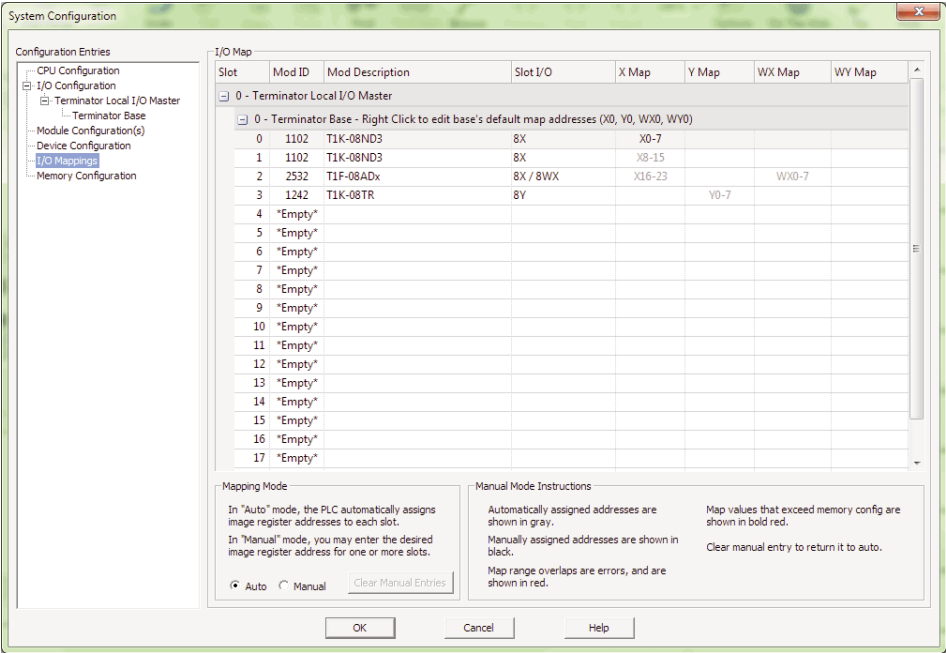 System Configuration
Configuration Entries
CPU Configuration
I/O Configuration
Terminator Local I/O Master
Terminator Base
Module Configuration(s)
Device Configuration
I/O Mappings
Memory Configuration
I/O Map
Slot Mod ID Mod Description Slot I/O X Map Y Map WX Map WY Map
0 - Terminator Local I/O Master
0 - Terminator Base - Right Click to edit base's default map addresses (X0, Y0, WX0, WY0)
0 1102 T1K-08ND3 8X X0-7
1 1102 T1K-08ND3 8X X8-15
2 2532 T1F-08ADx 8X / 8WX X16-23 WX0-7
3 1242 T1K-08TR 8Y Y0-7
4 *Empty*
5 *Empty*
6 *Empty*
7 *Empty*
8 *Empty*
9 *Empty*
10 *Empty*
11 *Empty*
12 *Empty*
13 *Empty*
14 *Empty*
15 *Empty*
16 *Empty*
17 *Empty*
Mapping Mode
In "Auto" mode, the PLC automatically assigns
image register addresses to each slot.
In "Manual" mode, you may enter the desired
image register address for one or more slots.
Auto Manual Clear Manual Entries
Manual Mode Instructions
Automatically assigned addresses are
shown in gray.
Manually assigned addresses are shown in
black.
Map range overlaps are errors, and are
shown in red.
Map values that exceed memory config are
shown in bold red.
Clear manual entry to return it to auto.
OK Cancel Help